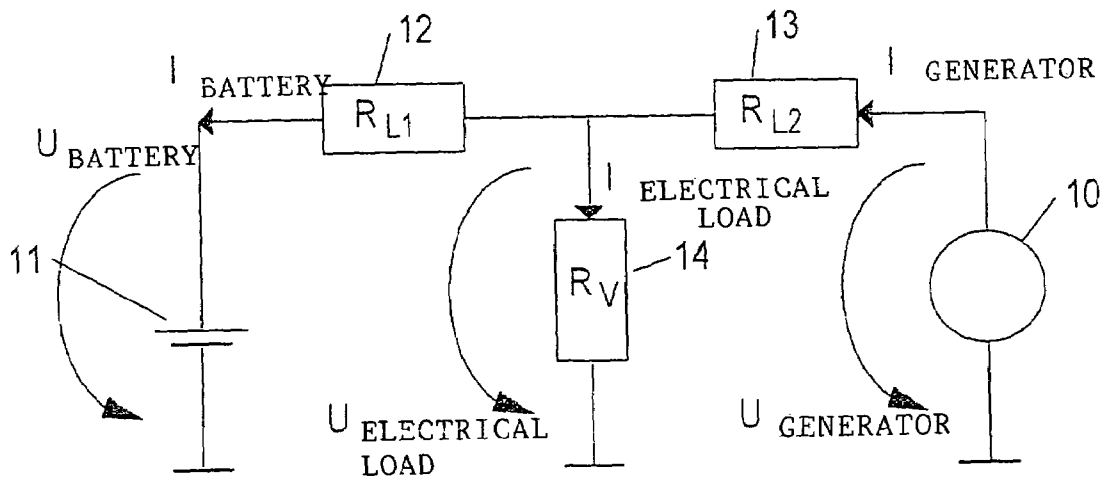 12
13
I BATTERY
R L1
R L2
I GENERATOR
U BATTERY
I ELECTRICAL
LOAD
10
11
14
R V
U ELECTRICAL
LOAD
U GENERATOR